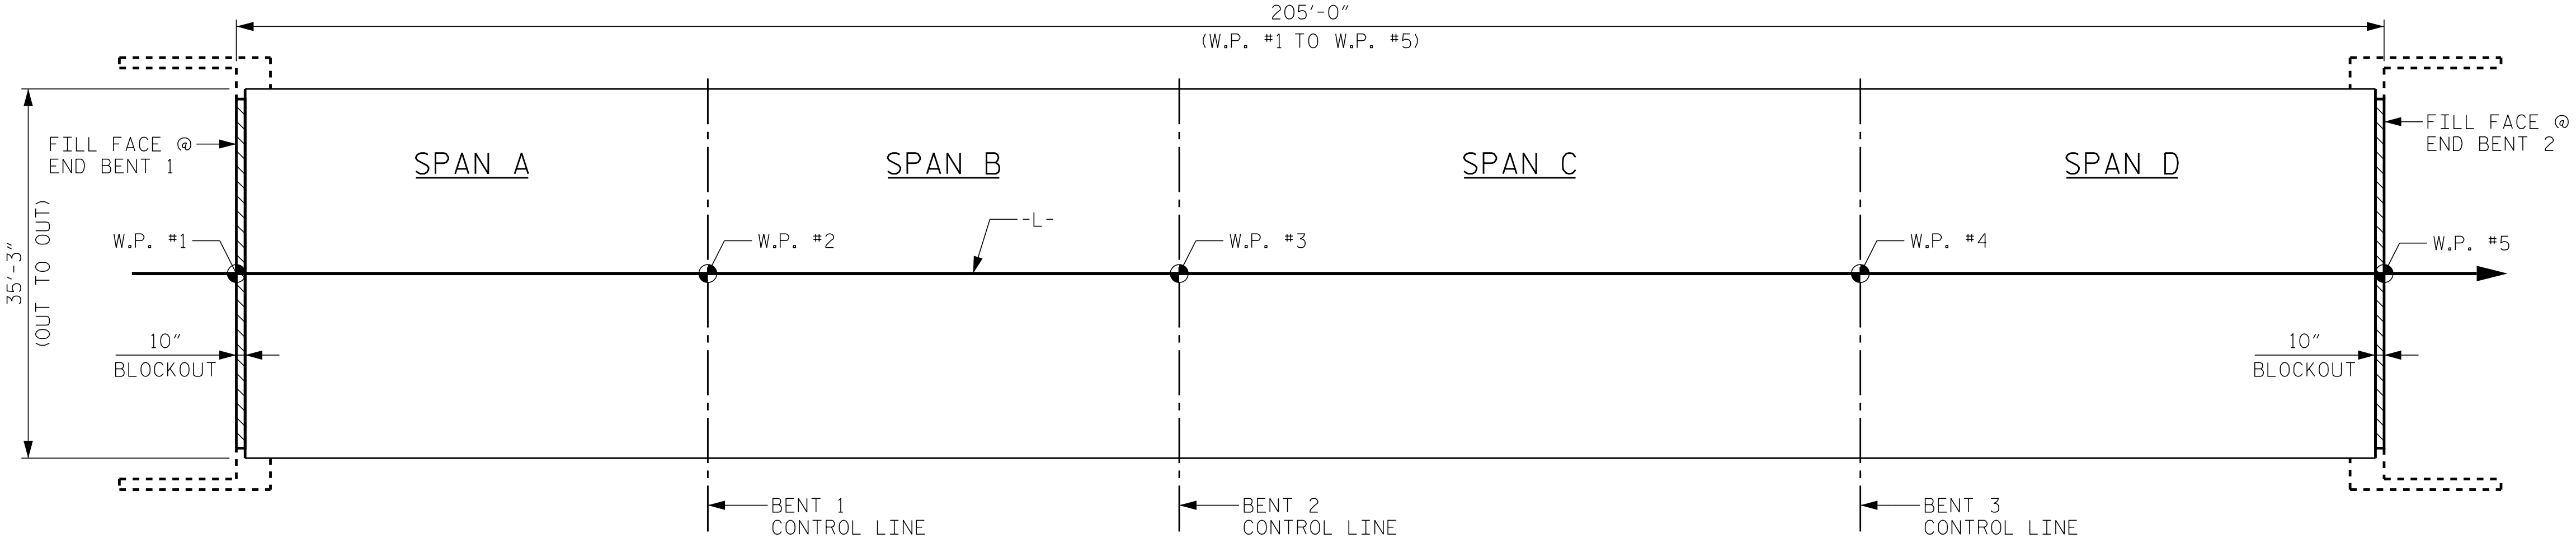 205'-0"
(W.P. #1 TO W.P. #5)
FILL FACE @
END BENT 1
SPAN A
SPAN B
SPAN C
SPAN D
FILL FACE @
END BENT 2
35'-3"
(OUT TO OUT)
W.P. #1
W.P. #2
-L-
W.P. #3
W.P. #4
W.P. #5
10"
BLOCKOUT
10"
BLOCKOUT
BENT 1
CONTROL LINE
BENT 2
CONTROL LINE
BENT 3
CONTROL LINE